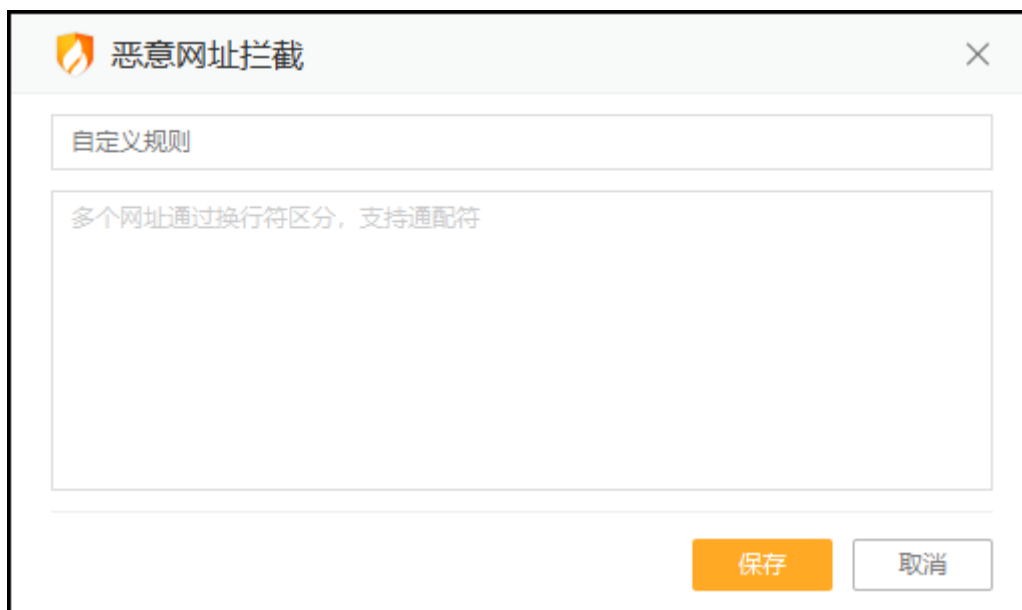 恶意网址拦截
自定义规则
多个网址通过换行符区分，支持通配符
保存
取消